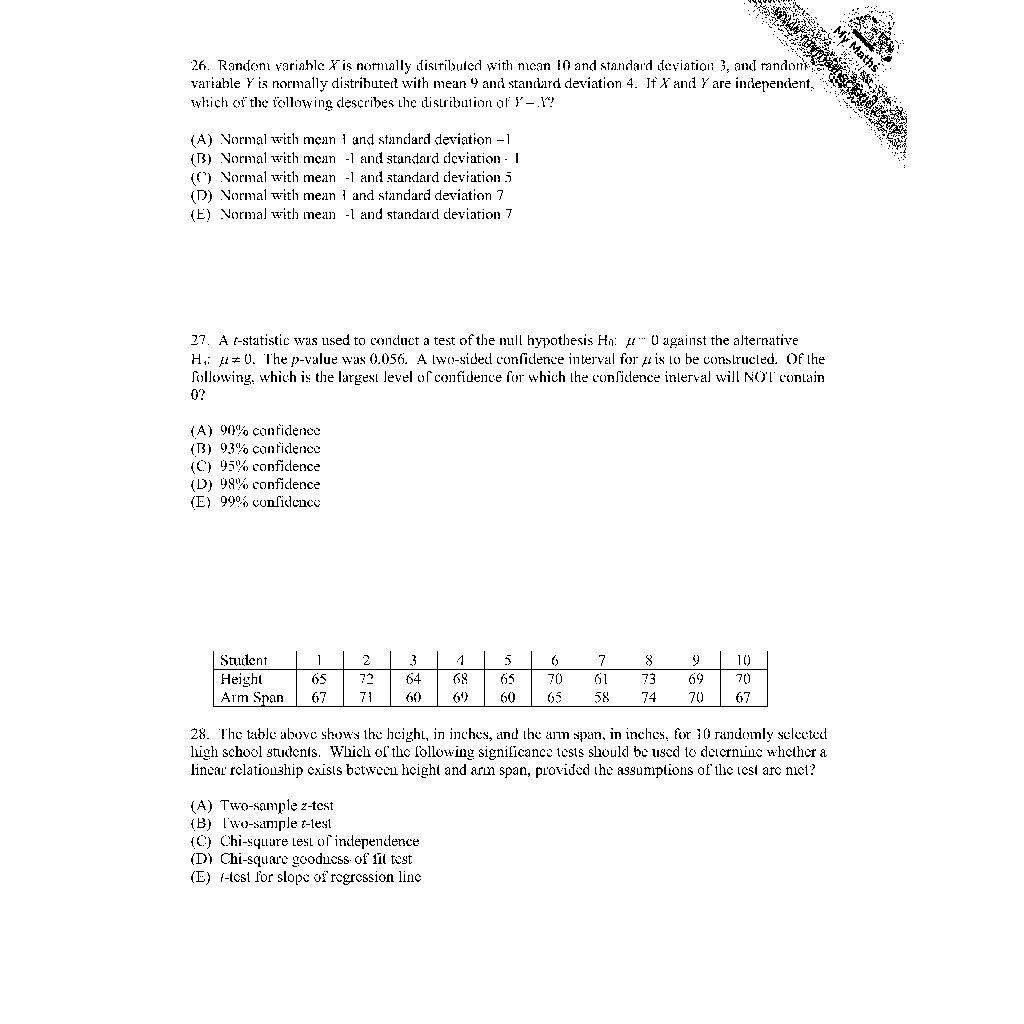 My Maths
26. Random variable X is normally distributed with mean 10 and standard deviation 3, and random
variable Y is normally distributed with mean 9 and standard deviation 4. If X and Y are independent,
which of the following describes the distribution of Y – X?
(A) Normal with mean 1 and standard deviation –1
(B) Normal with mean -1 and standard deviation -1
(C) Normal with mean -1 and standard deviation 5
(D) Normal with mean 1 and standard deviation 7
(E) Normal with mean -1 and standard deviation 7
27. A t-statistic was used to conduct a test of the null hypothesis H₀: μ = 0 against the alternative
Hₐ: μ ≠ 0. The p-value was 0.056. A two-sided confidence interval for μ is to be constructed. Of the
following, which is the largest level of confidence for which the confidence interval will NOT contain
0?
(A) 90% confidence
(B) 93% confidence
(C) 95% confidence
(D) 98% confidence
(E) 99% confidence
Student 1 2 3 4 5 6 7 8 9 10
Height 65 72 64 68 65 70 61 73 69 70
Arm Span 67 71 60 69 60 65 58 74 70 67
28. The table above shows the height, in inches, and the arm span, in inches, for 10 randomly selected
high school students. Which of the following significance tests should be used to determine whether a
linear relationship exists between height and arm span, provided the assumptions of the test are met?
(A) Two-sample z-test
(B) Two-sample t-test
(C) Chi-square test of independence
(D) Chi-square goodness of fit test
(E) t-test for slope of regression line